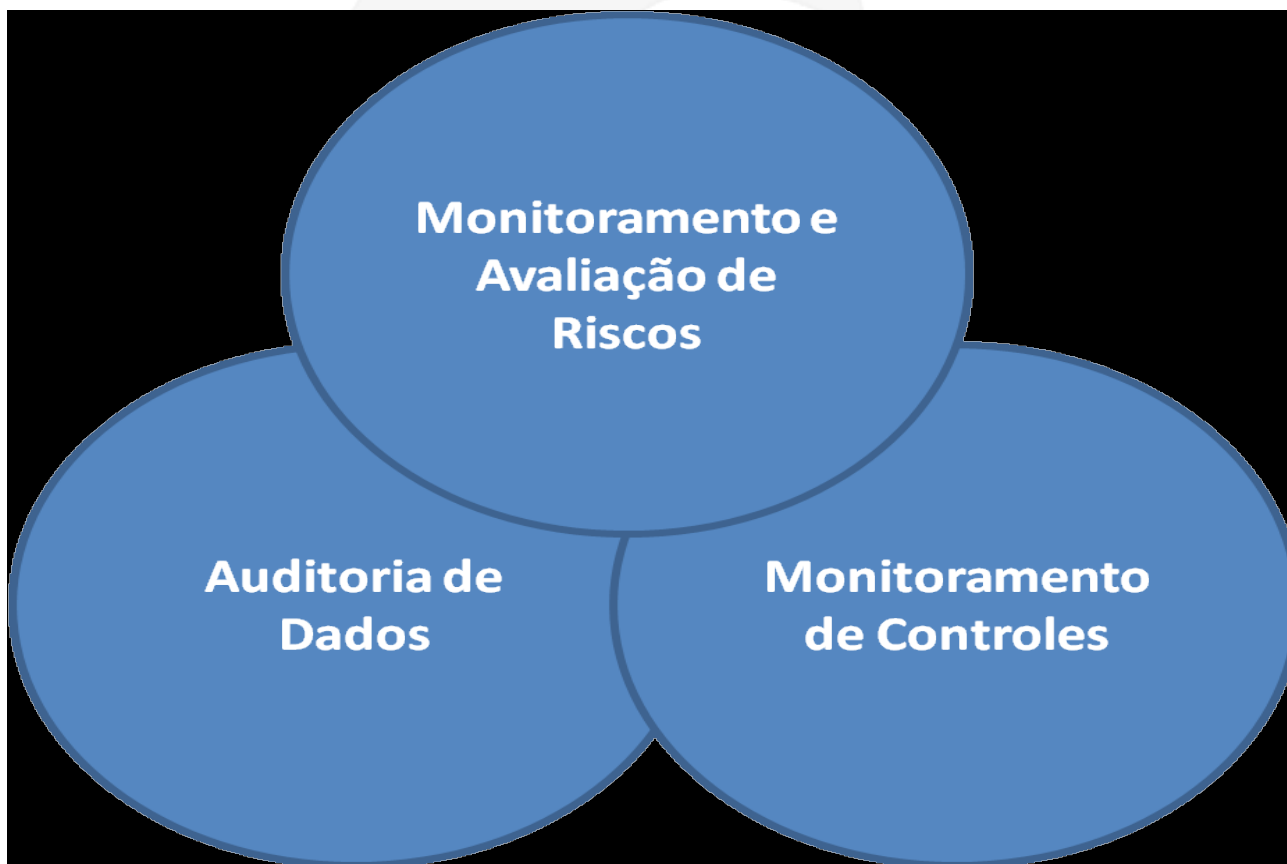 Monitoramento e
Avaliação de
Riscos
Auditoria de
Dados
Monitoramento
de Controles